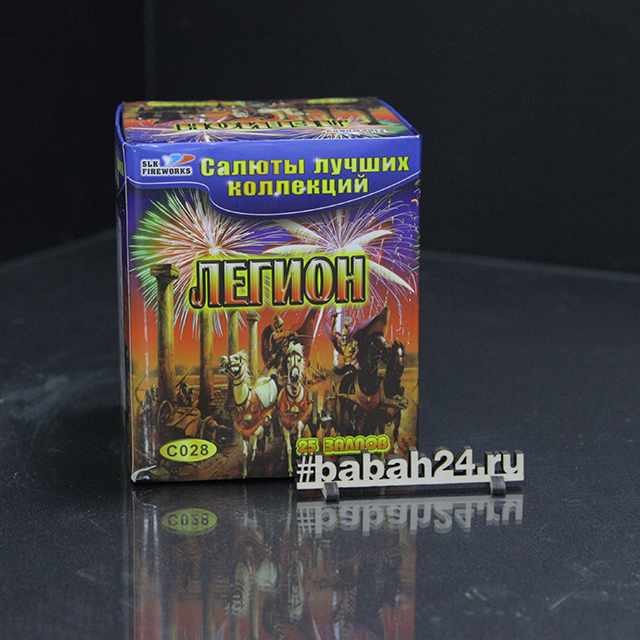 SLK
FIREWORKS
Салюты лучших
коллекций
ЛЕГИОН
25 ЗАЛПОВ
C028
#babah24.ru